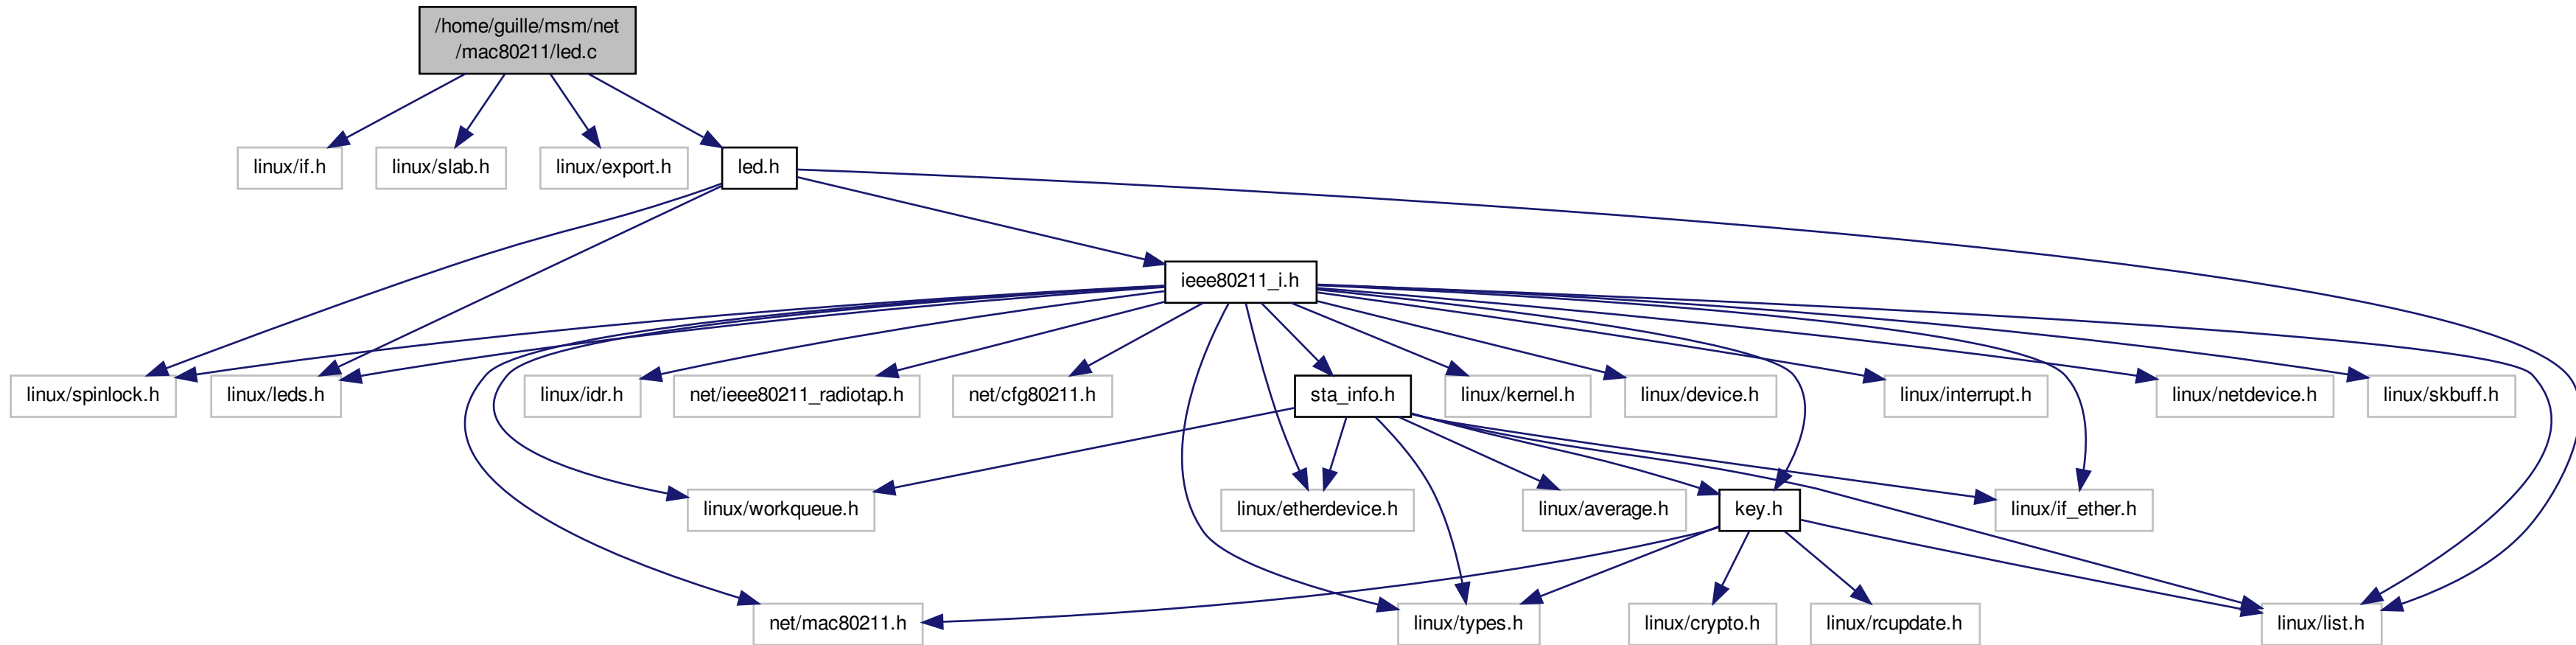 /home/guille/msm/net
/mac80211/led.c
linux/if.h
linux/slab.h
linux/export.h
led.h
ieee80211_i.h
linux/spinlock.h
linux/leds.h
linux/idr.h
net/ieee80211_radiotap.h
net/cfg80211.h
sta_info.h
linux/kernel.h
linux/device.h
linux/interrupt.h
linux/netdevice.h
linux/skbuff.h
linux/workqueue.h
linux/etherdevice.h
linux/average.h
key.h
linux/if_ether.h
net/mac80211.h
linux/types.h
linux/crypto.h
linux/rcupdate.h
linux/list.h